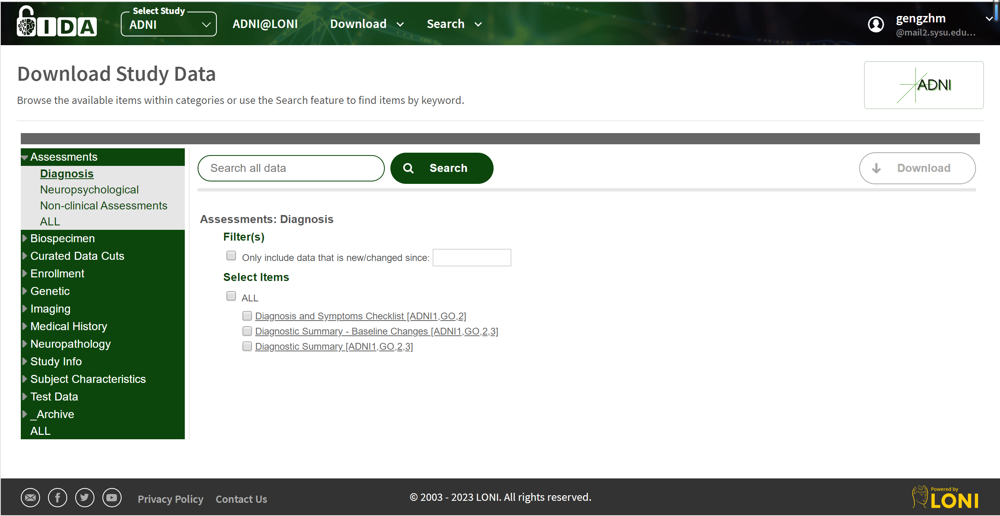 IDA
Select Study
ADNI
ADNI@LONI
Download
Search
gengzhm
@mail2.sysu.edu...
Download Study Data
Browse the available items within categories or use the Search feature to find items by keyword.
ADNI
Assessments
Diagnosis
Neuropsychological
Non-clinical Assessments
ALL
Biospecimen
Curated Data Cuts
Enrollment
Genetic
Imaging
Medical History
Neuropathology
Study Info
Subject Characteristics
Test Data
_Archive
ALL
Search all data
Search
Download
Assessments: Diagnosis
Filter(s)
Only include data that is new/changed since:
Select Items
ALL
Diagnosis and Symptoms Checklist [ADNI1,GO,2]
Diagnostic Summary - Baseline Changes [ADNI1,GO,2,3]
Diagnostic Summary [ADNI1,GO,2,3]
Privacy Policy
Contact Us
© 2003 - 2023 LONI. All rights reserved.
Powered by
LONI